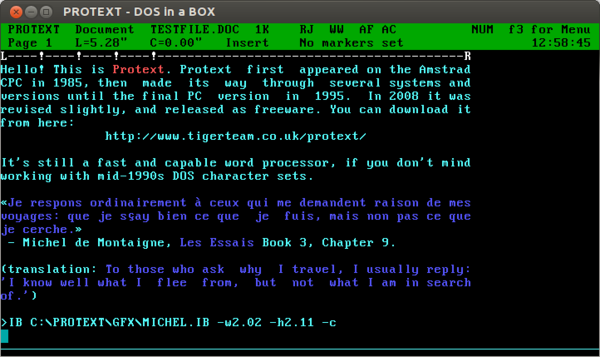 PROTEXT - DOS in a BOX
PROTEXT Document TESTFILE.DOC 1K RJ WW AF AC NUM f3 for Menu
Page 1 L=5.28" C=0.00" Insert No markers set 12:58:45
L----!----!----!--------------------------------------------R
Hello! This is Protext. Protext first appeared on the Amstrad
CPC in 1985, then made its way through several systems and
versions until the final PC version in 1995. In 2008 it was
revised slightly, and released as freeware. You can download it
from here:
http://www.tigerteam.co.uk/protext/
It's still a fast and capable word processor, if you don't mind
working with mid-1990s DOS character sets.
«Je respons ordinairement à ceux qui me demandent raison de mes
voyages: que je sçay bien ce que je fuis, mais non pas ce que
je cerche.»
- Michel de Montaigne, Les Essais Book 3, Chapter 9.
(translation: To those who ask why I travel, I usually reply:
'I know well what I flee from, but not what I am in search
of.')
>IB C:\PROTEXT\GFX\MICHEL.IB -w2.02 -h2.11 -c